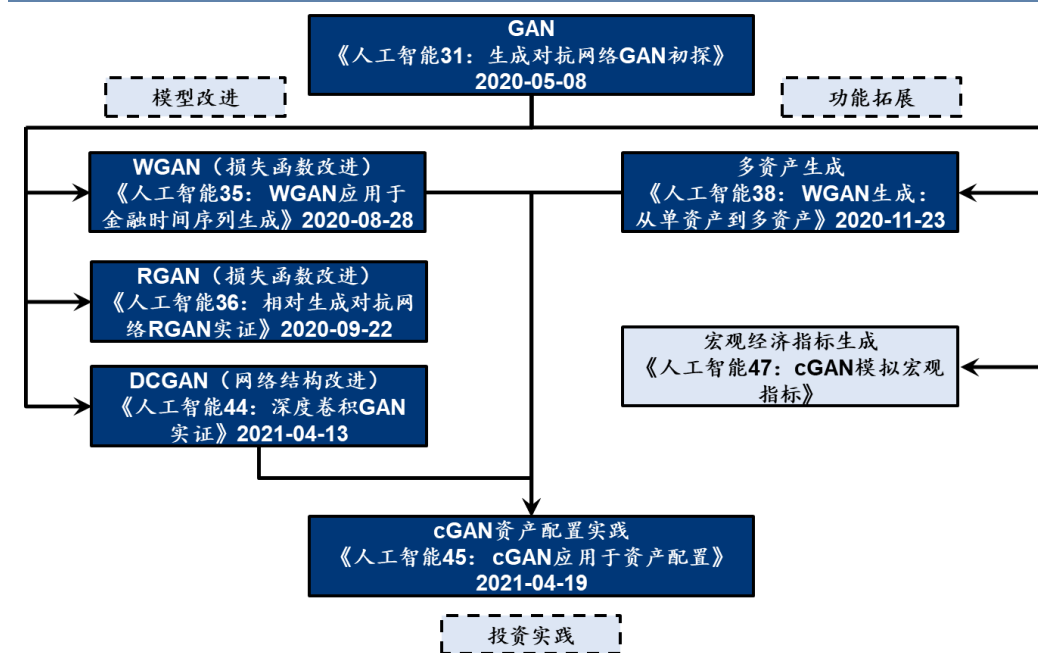 GAN
《人工智能31：生成对抗网络GAN初探》
2020-05-08
模型改进
功能拓展
WGAN（损失函数改进）
《人工智能35：WGAN应用于
金融时间序列生成》2020-08-28
多资产生成
《人工智能38：WGAN生成：
从单资产到多资产》2020-11-23
RGAN（损失函数改进）
《人工智能36：相对生成对抗网
络RGAN实证》2020-09-22
宏观经济指标生成
《人工智能47：cGAN模拟宏观
指标》
DCGAN（网络结构改进）
《人工智能44：深度卷积GAN
实证》2021-04-13
cGAN资产配置实践
《人工智能45：cGAN应用于资产配置》
2021-04-19
投资实践